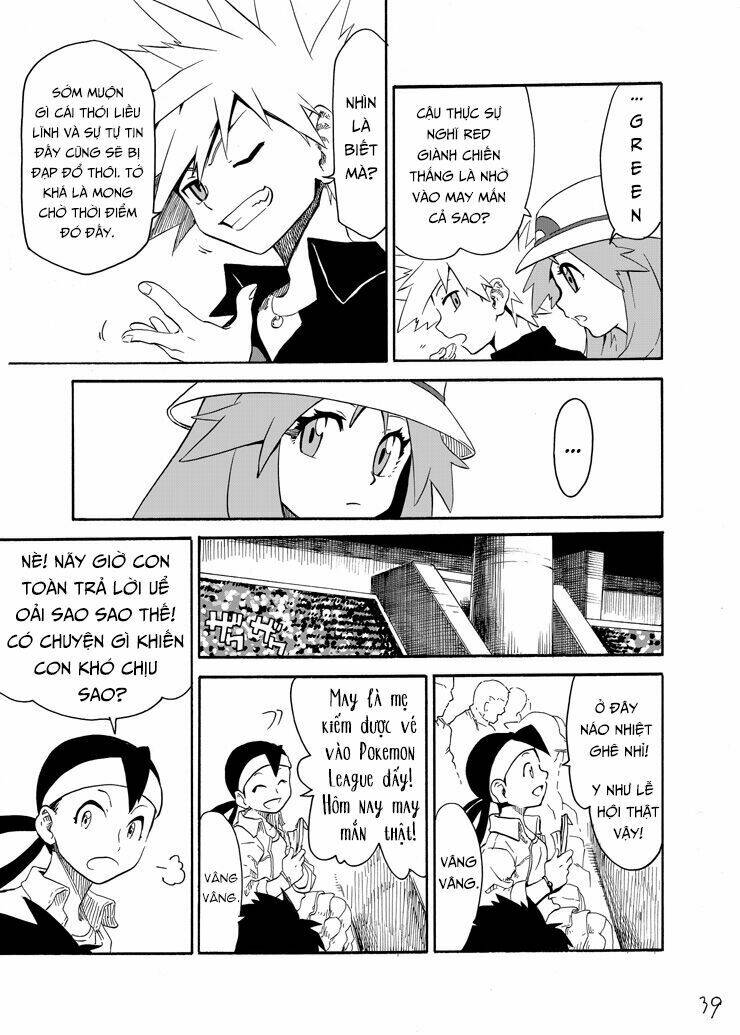 ...GREEN
CẬU THỰC SỰ
NGHĨ RED
GIÀNH CHIẾN
THẮNG LÀ NHỜ
VÀO MAY MẮN
CẢ SAO?
NHÌN
LÀ
BIẾT
MÀ?
SỚM MUỘN
GÌ CÁI THÓI LIỀU
LĨNH VÀ SỰ TỰ TIN
ĐẤY CŨNG SẼ BỊ
ĐẠP ĐỔ THÔI. TỚ
KHÁ LÀ MONG
CHỜ THỜI ĐIỂM
ĐÓ ĐẤY.
...
Ở ĐÂY
NÁO NHIỆT
GHÊ NHỈ!
Y NHƯ LỄ
HỘI THẬT
VẬY!
VÂNG
VÂNG.
May là mẹ
kiếm được vé
vào Pokemon
League đấy!
Hôm nay may
mắn thật!
VÂNG
VÂNG.
NÈ! NÃY GIỜ CON
TOÀN TRẢ LỜI UỂ
OẢI SAO SAO THẾ!
CÓ CHUYỆN GÌ KHIẾN
CON KHÓ CHỊU
SAO?
39